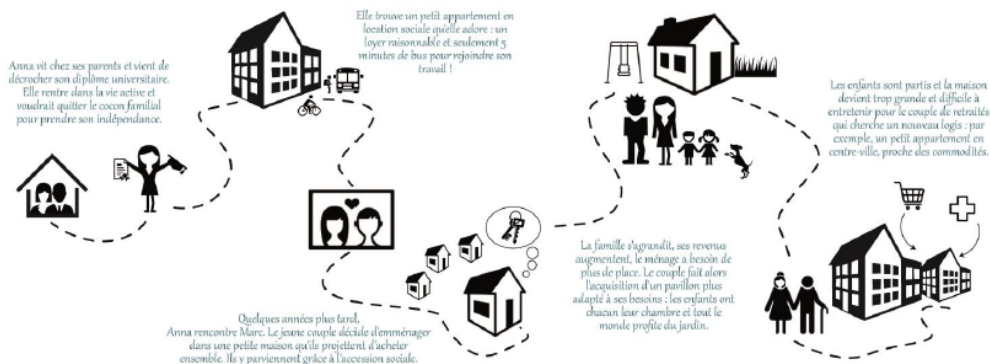 Anna vit chez ses parents et vient de
décrocher son diplôme universitaire.
Elle rentre dans la vie active et
voudrait quitter le cocon familial
pour prendre son indépendance.
Elle trouve un petit appartement en
location sociale qu'elle adore : un
loyer raisonnable et seulement 5
minutes de bus pour rejoindre son
travail !
Quelques années plus tard,
Anna rencontre Marc. Le jeune couple décide d'emménager
dans une petite maison qu'ils projettent d'acheter
ensemble. Ils y parviennent grâce à l'accession sociale.
La famille s'agrandit, ses revenus
augmentent, le ménage a besoin de
plus de place. Le couple fait alors
l'acquisition d'un pavillon plus
adapté à ses besoins : les enfants ont
chacun leur chambre et tout le
monde profite du jardin.
Les enfants sont partis et la maison
devient trop grande et difficile à
entretenir pour le couple de retraités
qui cherche un nouveau logis : par
exemple, un petit appartement en
centre-ville, proche des commodités.